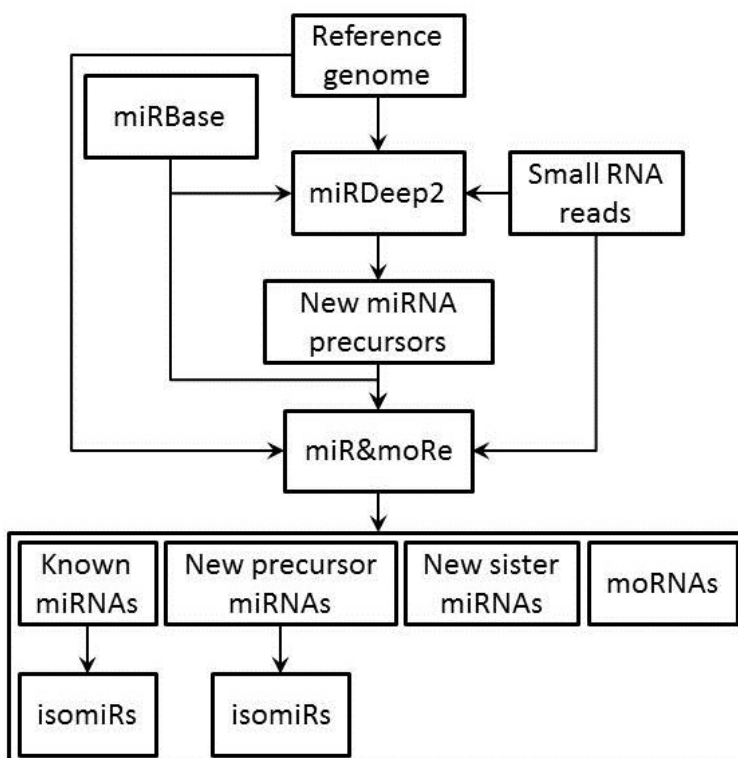 Reference
genome
miRBase
miRDeep2
Small RNA
reads
New miRNA
precursors
miR&moRe
Known
miRNAs
New precursor
miRNAs
New sister
miRNAs
moRNAs
isomiRs
isomiRs